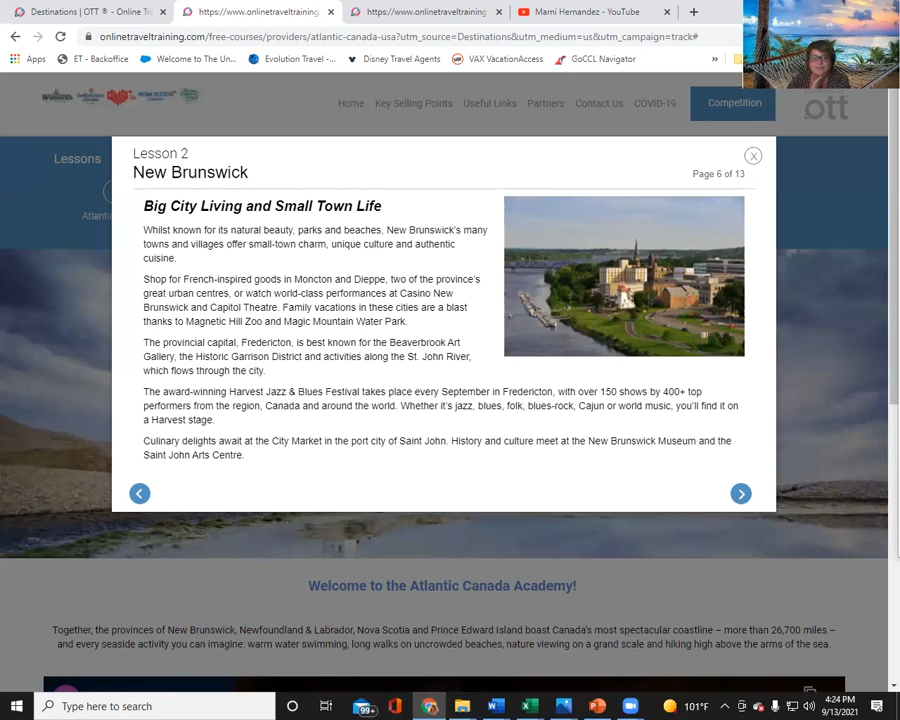 Destinations | OTT ® - Online Tra
https://www.onlinetraveltraining.
https://www.onlinetraveltraining.
Marni Hernandez - YouTube
onlinetraveltraining.com/free-courses/providers/atlantic-canada-usa?utm_source=Destinations&utm_medium=us&utm_campaign=track#
Apps
ET - Backoffice
Welcome to The Un...
Evolution Travel -...
Disney Travel Agents
VAX VacationAccess
GoCCL Navigator
»
Home
Key Selling Points
Useful Links
Partners
Contact Us
COVID-19
Competition
ott
Lessons
Atlantic
Lesson 2
New Brunswick
Page 6 of 13
Big City Living and Small Town Life
Whilst known for its natural beauty, parks and beaches, New Brunswick's many
towns and villages offer small-town charm, unique culture and authentic
cuisine.
Shop for French-inspired goods in Moncton and Dieppe, two of the province's
great urban centres, or watch world-class performances at Casino New
Brunswick and Capitol Theatre. Family vacations in these cities are a blast
thanks to Magnetic Hill Zoo and Magic Mountain Water Park.
The provincial capital, Fredericton, is best known for the Beaverbrook Art
Gallery, the Historic Garrison District and activities along the St. John River,
which flows through the city.
The award-winning Harvest Jazz & Blues Festival takes place every September in Fredericton, with over 150 shows by 400+ top
performers from the region, Canada and around the world. Whether it's jazz, blues, folk, blues-rock, Cajun or world music, you'll find it on
a Harvest stage.
Culinary delights await at the City Market in the port city of Saint John. History and culture meet at the New Brunswick Museum and the
Saint John Arts Centre.
Welcome to the Atlantic Canada Academy!
Together, the provinces of New Brunswick, Newfoundland & Labrador, Nova Scotia and Prince Edward Island boast Canada's most spectacular coastline – more than 26,700 miles –
and every seaside activity you can imagine: warm water swimming, long walks on uncrowded beaches, nature viewing on a grand scale and hiking high above the arms of the sea.
Type here to search
99+
101°F
4:24 PM
9/13/2021